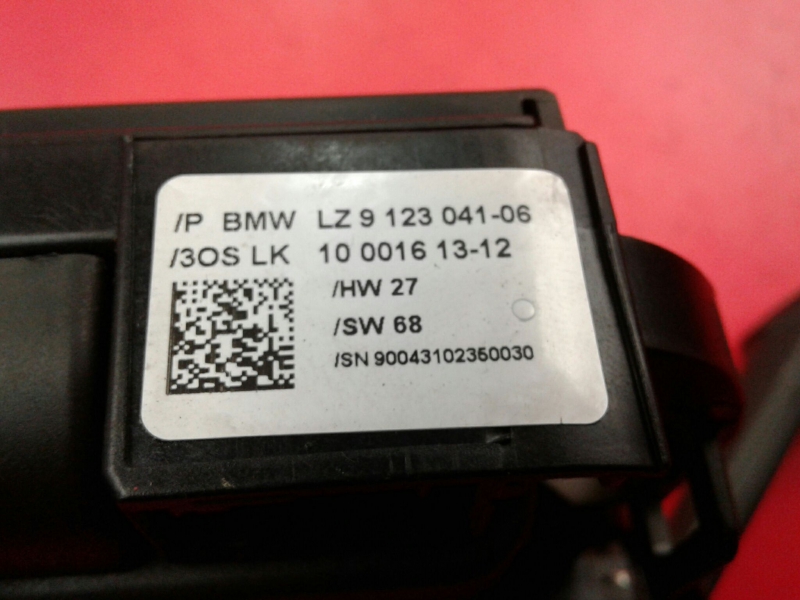 /P BMW LZ 9 123 041-06
/3OS LK 10 0016 13-12
/HW 27
/SW 68
/SN 90043102350030